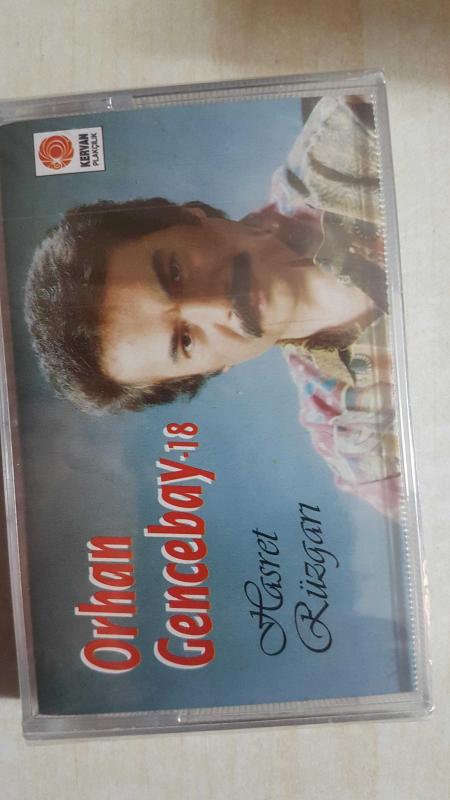 KERVAN
PLAKÇILIK
Orhan
Gencebay-18
Hasret
Rüzgarı